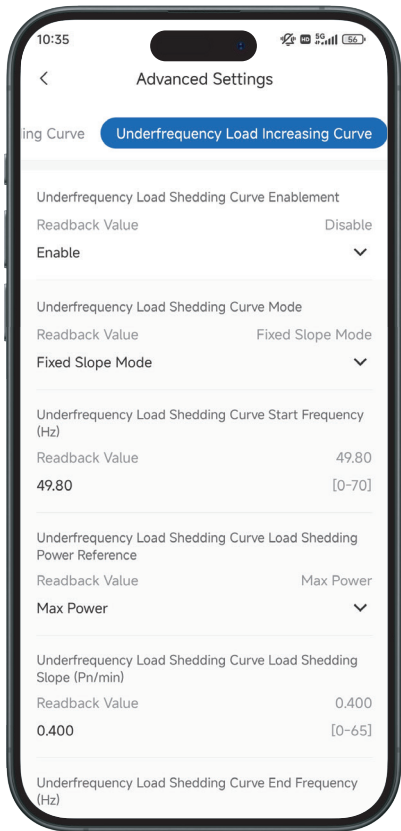 10:35
HD 5G 56
Advanced Settings
ing Curve Underfrequency Load Increasing Curve
Underfrequency Load Shedding Curve Enablement
Readback Value Disable
Enable
Underfrequency Load Shedding Curve Mode
Readback Value Fixed Slope Mode
Fixed Slope Mode
Underfrequency Load Shedding Curve Start Frequency
(Hz)
Readback Value 49.80
49.80 [0-70]
Underfrequency Load Shedding Curve Load Shedding
Power Reference
Readback Value Max Power
Max Power
Underfrequency Load Shedding Curve Load Shedding
Slope (Pn/min)
Readback Value 0.400
0.400 [0-65]
Underfrequency Load Shedding Curve End Frequency
(Hz)